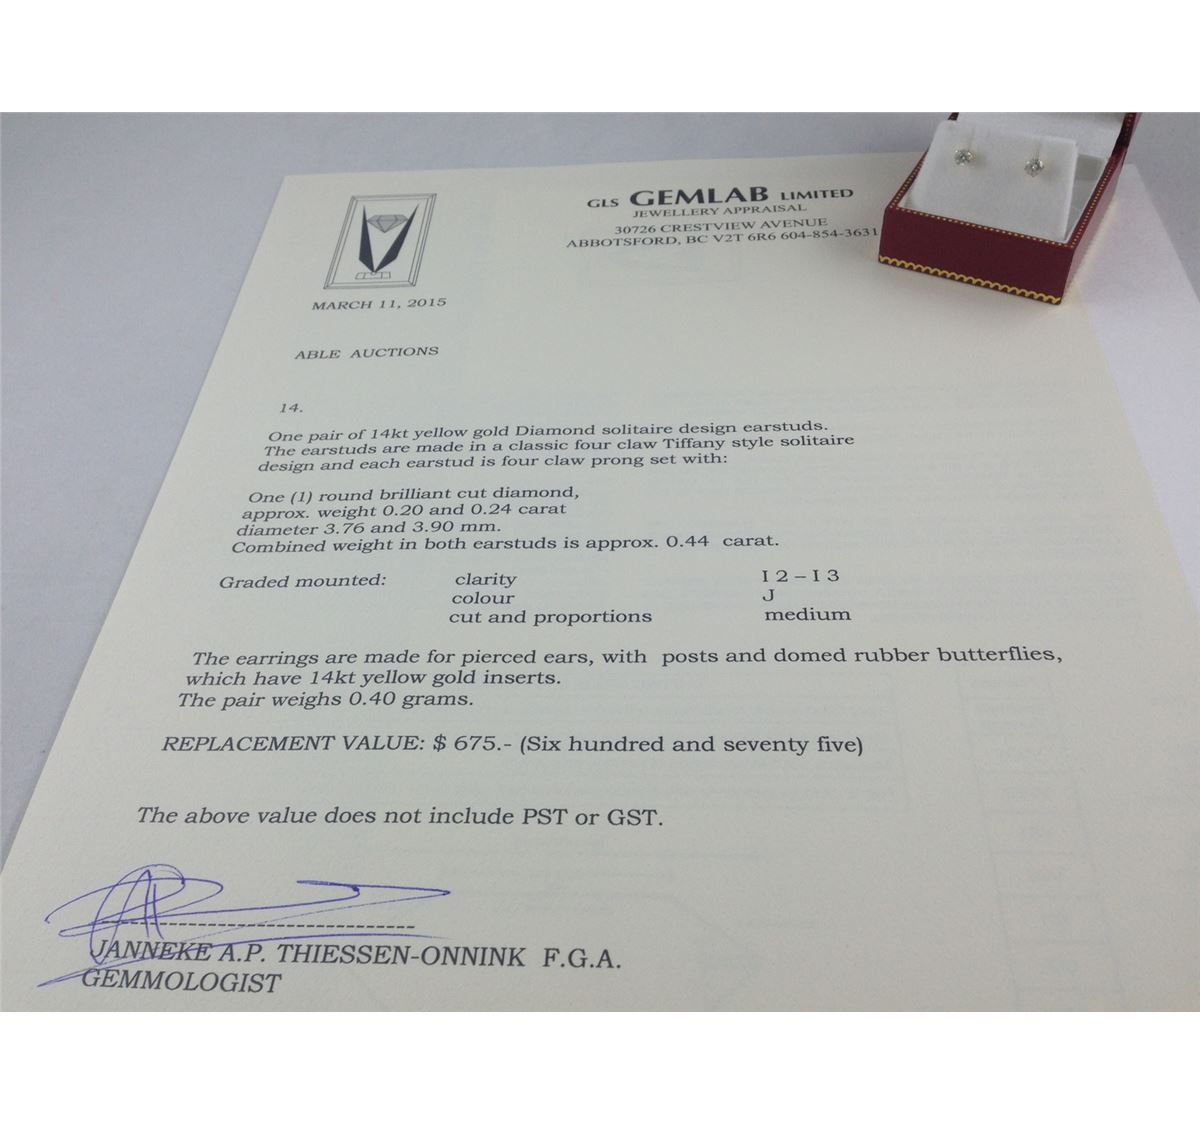 GLS GEMLAB LIMITED
JEWELLERY APPRAISAL
30726 CRESTVIEW AVENUE
ABBOTSFORD, BC V2T 6R6 604-854-3631
MARCH 11, 2015
ABLE AUCTIONS
14.
One pair of 14kt yellow gold Diamond solitaire design earstuds.
The earstuds are made in a classic four claw Tiffany style solitaire
design and each earstud is four claw prong set with:
One (1) round brilliant cut diamond,
approx. weight 0.20 and 0.24 carat
diameter 3.76 and 3.90 mm.
Combined weight in both earstuds is approx. 0.44 carat.
Graded mounted: clarity I 2 – I 3
colour J
cut and proportions medium
The earrings are made for pierced ears, with posts and domed rubber butterflies,
which have 14kt yellow gold inserts.
The pair weighs 0.40 grams.
REPLACEMENT VALUE: $ 675.- (Six hundred and seventy five)
The above value does not include PST or GST.
JANNEKE A.P. THIESSEN-ONNINK F.G.A.
GEMMOLOGIST